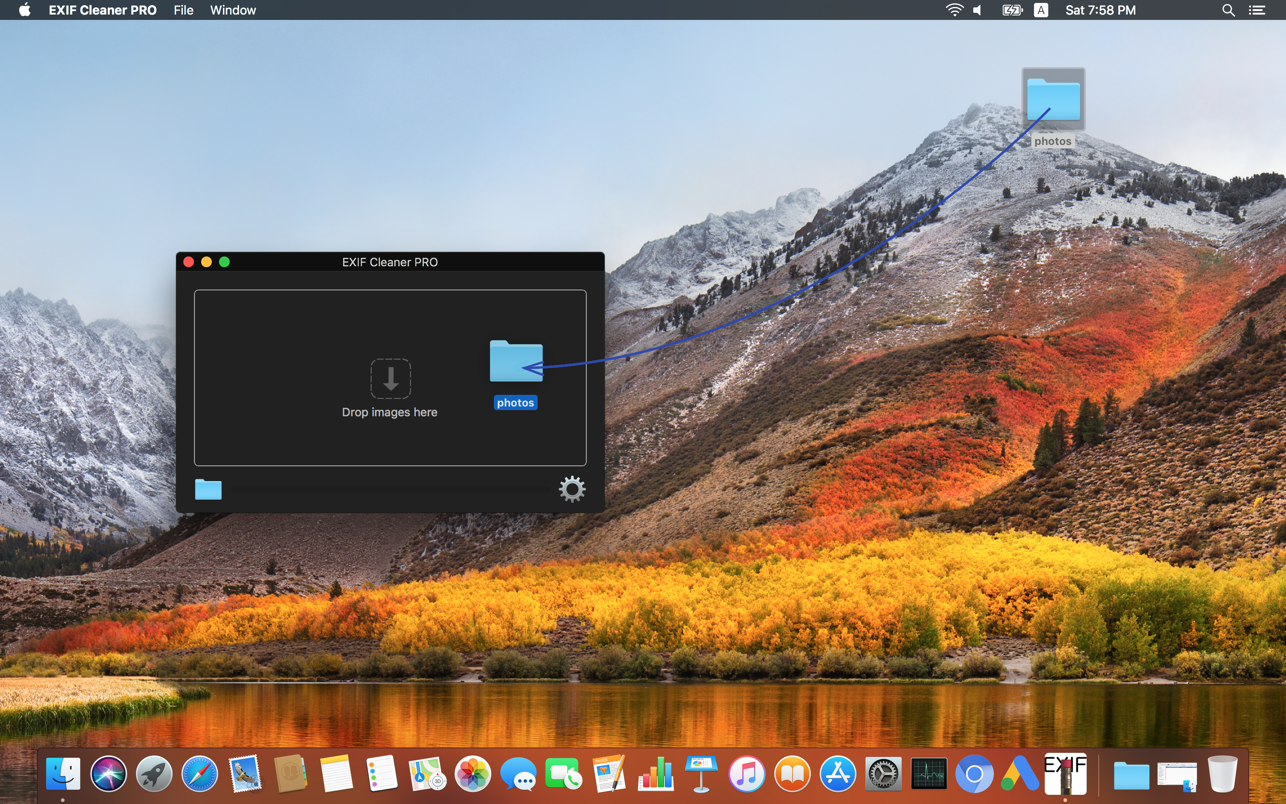 EXIF Cleaner PRO File Window A Sat 7:58 PM
photos
EXIF Cleaner PRO
photos
Drop images here
EXIF